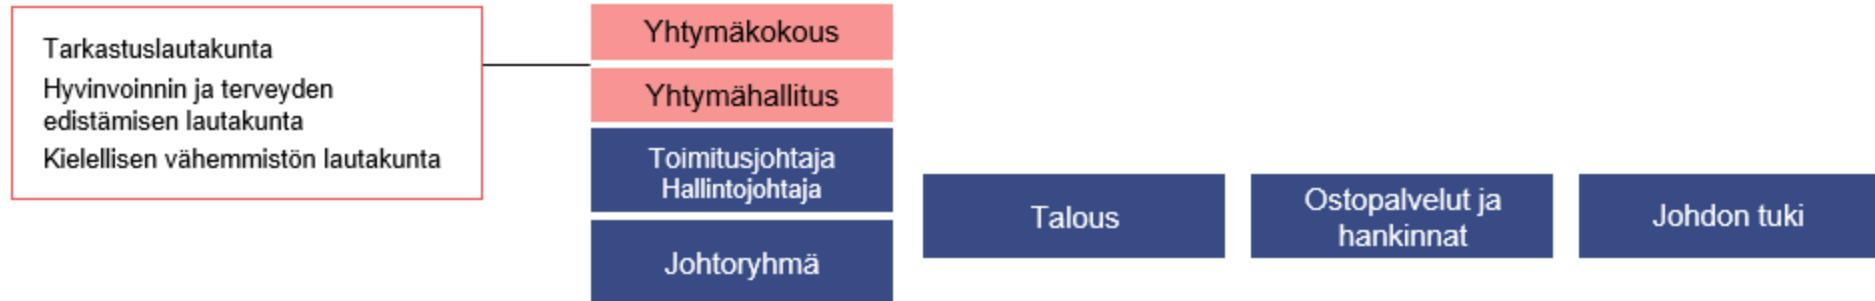 Tarkastuslautakunta
Hyvinvoinnin ja terveyden
edistämisen lautakunta
Kielellisen vähemmistön lautakunta
Yhtymäkokous
Yhtymähallitus
Toimitusjohtaja
Hallintojohtaja
Johtoryhmä
Talous
Ostopalvelut ja
hankinnat
Johdon tuki